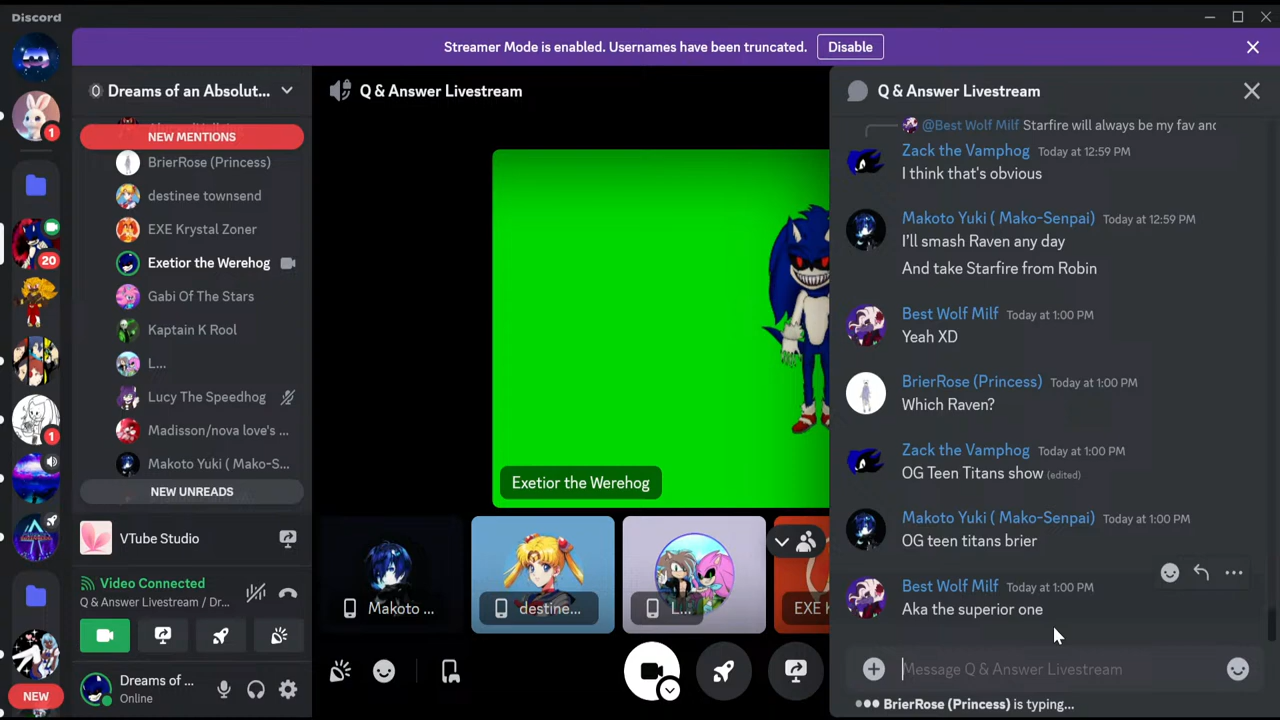 Discord
Streamer Mode is enabled. Usernames have been truncated.
Disable
Dreams of an Absolut...
NEW MENTIONS
BrierRose (Princess)
destinee townsend
EXE Krystal Zoner
Exetior the Werehog
Gabi Of The Stars
Kaptain K Rool
L...
Lucy The Speedhog
Madisson/nova love's ...
Makoto Yuki ( Mako-S...
NEW UNREADS
VTube Studio
Video Connected
Q & Answer Livestream / Dr...
Dreams of ...
Online
1
20
1
NEW
Q & Answer Livestream
Exetior the Werehog
Makoto ...
destine...
L...
EXE K
Q & Answer Livestream
@Best Wolf Milf Starfire will always be my fav anc
Zack the Vamphog Today at 12:59 PM
I think that's obvious
Makoto Yuki ( Mako-Senpai) Today at 12:59 PM
I'll smash Raven any day
And take Starfire from Robin
Best Wolf Milf Today at 1:00 PM
Yeah XD
BrierRose (Princess) Today at 1:00 PM
Which Raven?
Zack the Vamphog Today at 1:00 PM
OG Teen Titans show (edited)
Makoto Yuki ( Mako-Senpai) Today at 1:00 PM
OG teen titans brier
Best Wolf Milf Today at 1:00 PM
Aka the superior one
Message Q & Answer Livestream
BrierRose (Princess) is typing...